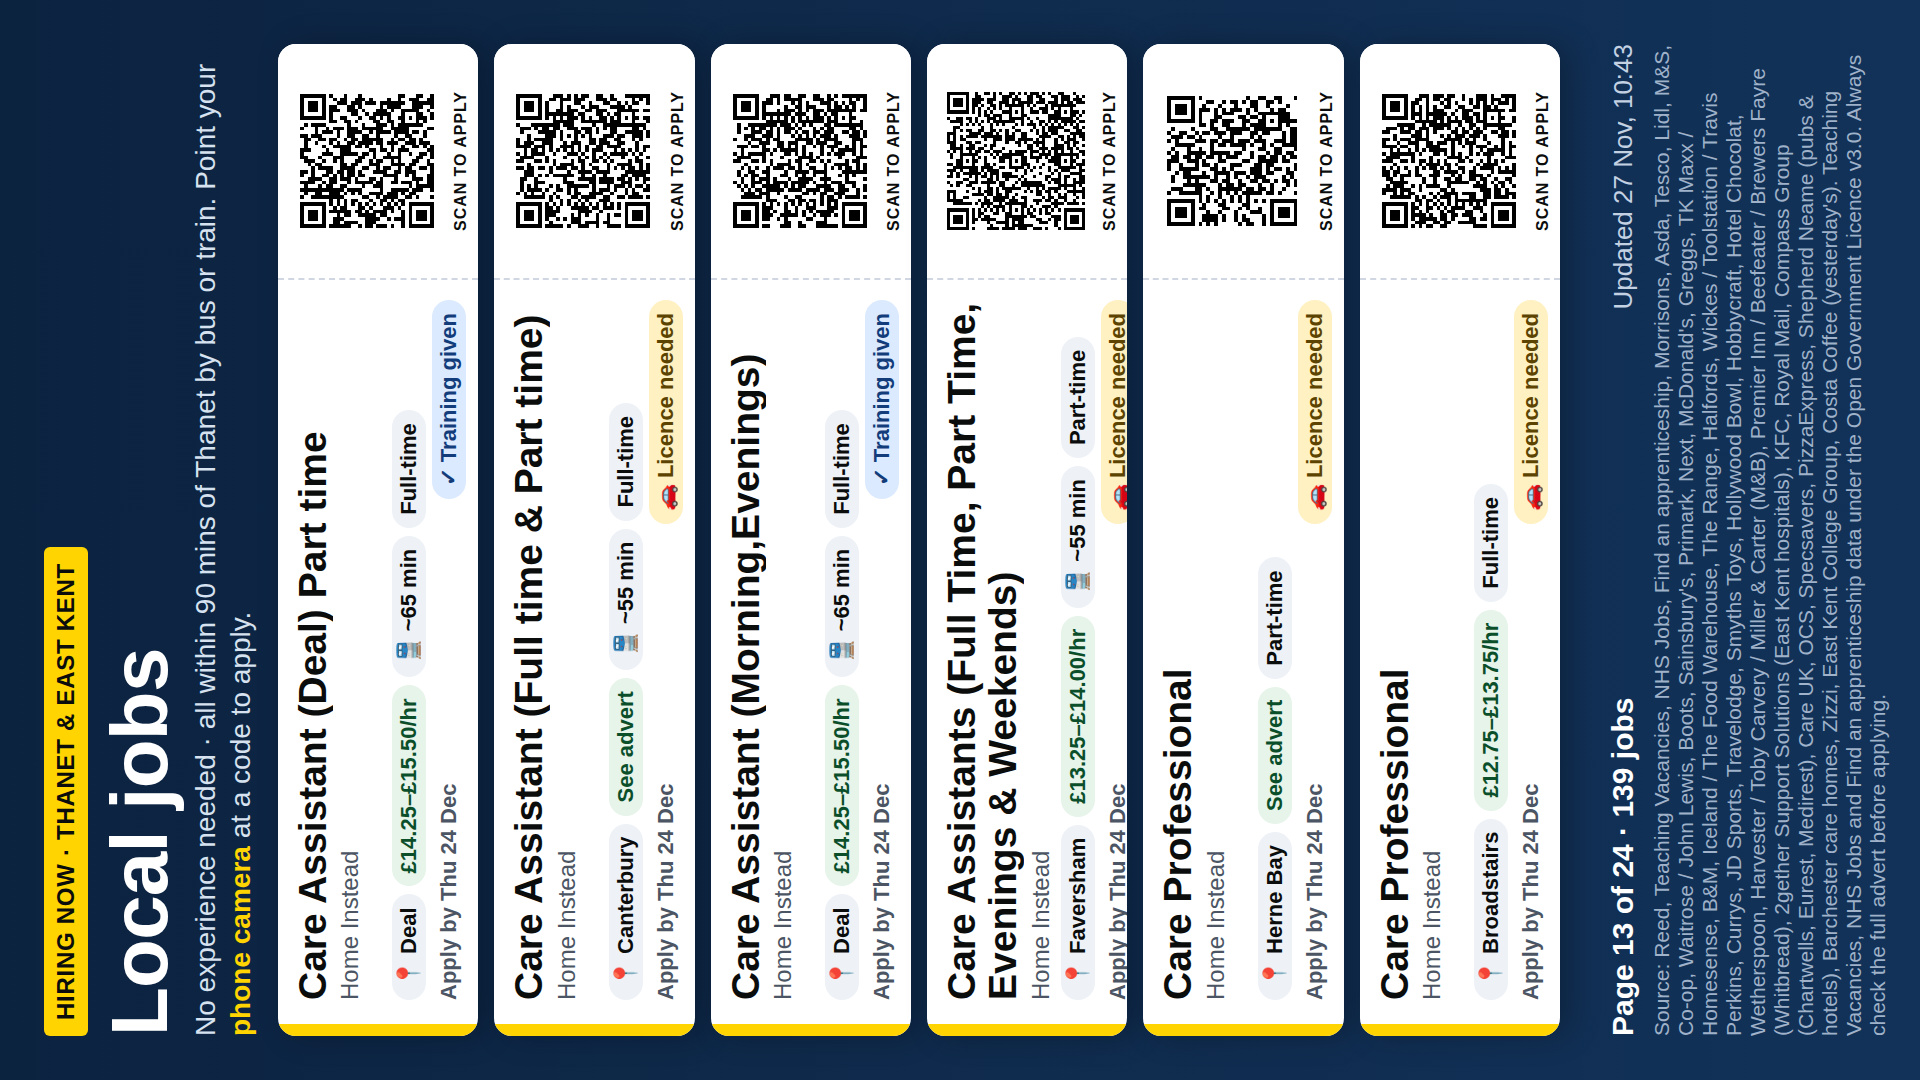 HIRING NOW · THANET & EAST KENT
Local jobs
No experience needed · all within 90 mins of Thanet by bus or train. Point your
phone camera at a code to apply.
Care Assistant (Deal) Part time
Home Instead
📍 Deal £14.25–£15.50/hr 🚆 ~65 min Full-time
Apply by Thu 24 Dec ✓ Training given
SCAN TO APPLY
Care Assistant (Full time & Part time)
Home Instead
📍 Canterbury See advert 🚆 ~55 min Full-time
Apply by Thu 24 Dec 🚗 Licence needed
SCAN TO APPLY
Care Assistant (Morning,Evenings)
Home Instead
📍 Deal £14.25–£15.50/hr 🚆 ~65 min Full-time
Apply by Thu 24 Dec ✓ Training given
SCAN TO APPLY
Care Assistants (Full Time, Part Time,
Evenings & Weekends)
Home Instead
📍 Faversham £13.25–£14.00/hr 🚆 ~55 min Part-time
Apply by Thu 24 Dec 🚗 Licence needed
SCAN TO APPLY
Care Professional
Home Instead
📍 Herne Bay See advert Part-time
Apply by Thu 24 Dec 🚗 Licence needed
SCAN TO APPLY
Care Professional
Home Instead
📍 Broadstairs £12.75–£13.75/hr Full-time
Apply by Thu 24 Dec 🚗 Licence needed
SCAN TO APPLY
Page 13 of 24 · 139 jobs Updated 27 Nov, 10:43
Source: Reed, Teaching Vacancies, NHS Jobs, Find an apprenticeship, Morrisons, Asda, Tesco, Lidl, M&S,
Co-op, Waitrose / John Lewis, Boots, Sainsbury's, Primark, Next, McDonald's, Greggs, TK Maxx /
Homesense, B&M, Iceland / The Food Warehouse, The Range, Halfords, Wickes / Toolstation / Travis
Perkins, Currys, JD Sports, Travelodge, Smyths Toys, Hollywood Bowl, Hobbycraft, Hotel Chocolat,
Wetherspoon, Harvester / Toby Carvery / Miller & Carter (M&B), Premier Inn / Beefeater / Brewers Fayre
(Whitbread), 2gether Support Solutions (East Kent hospitals), KFC, Royal Mail, Compass Group
(Chartwells, Eurest, Medirest), Care UK, OCS, Specsavers, PizzaExpress, Shepherd Neame (pubs &
hotels), Barchester care homes, Zizzi, East Kent College Group, Costa Coffee (yesterday's). Teaching
Vacancies, NHS Jobs and Find an apprenticeship data under the Open Government Licence v3.0. Always
check the full advert before applying.